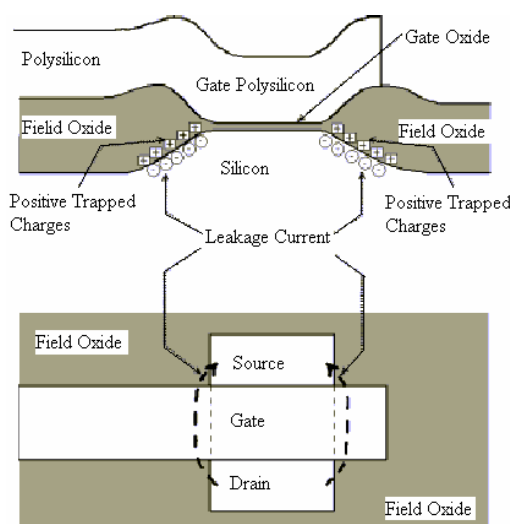 Gate Oxide
Polysilicon
Gate Polysilicon
Fielid Oxide
Field Oxide
Silicon
Positive Trapped
Charges
Positive Trapped
Charges
Leakage Current
Field Oxide
Source
Gate
Drain
Field Oxide